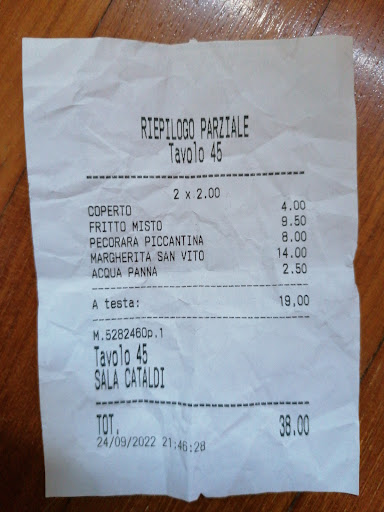 RIEPILOGO PARZIALE
Tavolo 45
2 x 2.00
COPERTO 4.00
FRITTO MISTO 9.50
PECORARA PICCANTINA 8.00
MARGHERITA SAN VITO 14.00
ACQUA PANNA 2.50
A testa: 19,00
M.5282460p.1
Tavolo 45
SALA CATALDI
TOT. 38.00
24/09/2022 21:46:28